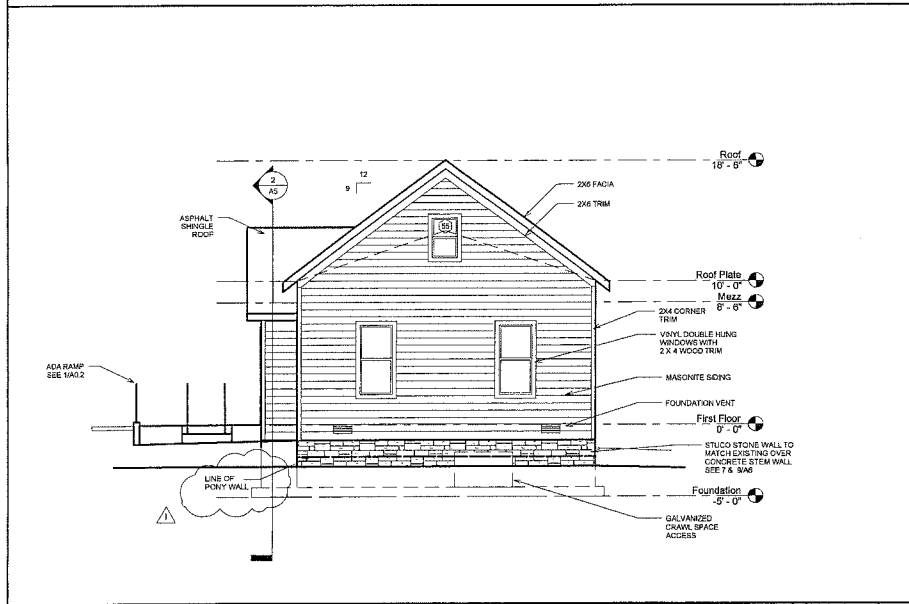 Roof
18' - 6"
12
9
2
A5
2X6 FACIA
2X6 TRIM
ASPHALT
SHINGLE
ROOF
55
Roof Plate
10' - 0"
Mezz
8' - 6"
2X4 CORNER
TRIM
VINYL DOUBLE HUNG
WINDOWS WITH
2 X 4 WOOD TRIM
ADA RAMP
SEE 1/A0.2
MASONITE SIDING
FOUNDATION VENT
First Floor
0' - 0"
STUCO STONE WALL TO
MATCH EXISTING OVER
CONCRETE STEM WALL
SEE 7 & 9/A6
LINE OF
PONY WALL
Foundation
-5' - 0"
1
GALVANIZED
CRAWL SPACE
ACCESS